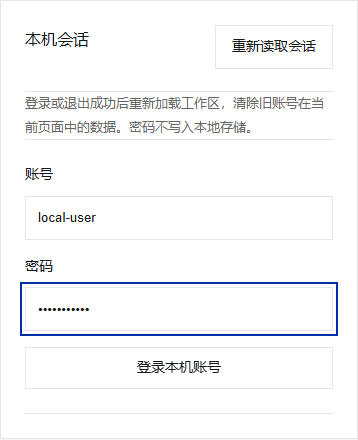 本机会话
重新读取会话
登录或退出成功后重新加载工作区，清除旧账号在当
前页面中的数据。密码不写入本地存储。
账号
local-user
密码
•••••••••••
登录本机账号